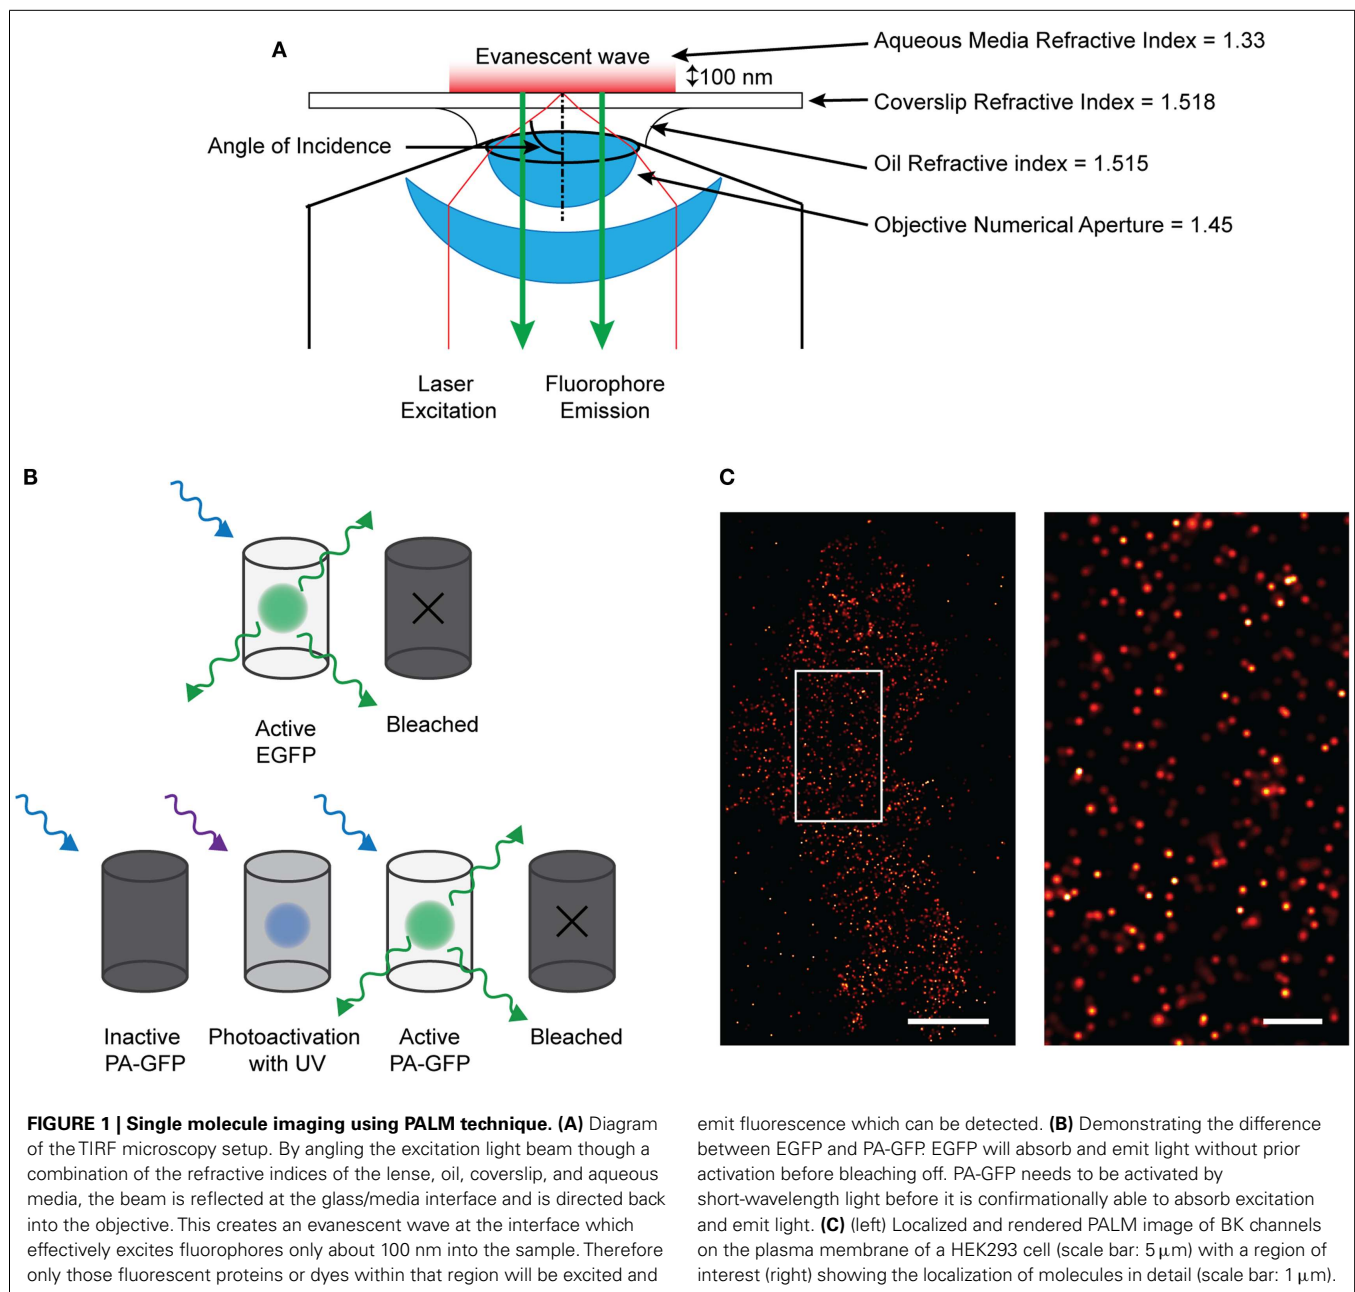 A
Evanescent wave
100 nm
Aqueous Media Refractive Index = 1.33
Coverslip Refractive Index = 1.518
Angle of Incidence
Oil Refractive index = 1.515
Objective Numerical Aperture = 1.45
Laser
Excitation
Fluorophore
Emission
B
Active
EGFP
Bleached
Inactive
PA-GFP
Photoactivation
with UV
Active
PA-GFP
Bleached
C
FIGURE 1 | Single molecule imaging using PALM technique. (A) Diagram
of the TIRF microscopy setup. By angling the excitation light beam though a
combination of the refractive indices of the lense, oil, coverslip, and aqueous
media, the beam is reflected at the glass/media interface and is directed back
into the objective. This creates an evanescent wave at the interface which
effectively excites fluorophores only about 100 nm into the sample. Therefore
only those fluorescent proteins or dyes within that region will be excited and
emit fluorescence which can be detected. (B) Demonstrating the difference
between EGFP and PA-GFP. EGFP will absorb and emit light without prior
activation before bleaching off. PA-GFP needs to be activated by
short-wavelength light before it is confirmationally able to absorb excitation
and emit light. (C) (left) Localized and rendered PALM image of BK channels
on the plasma membrane of a HEK293 cell (scale bar: 5 μm) with a region of
interest (right) showing the localization of molecules in detail (scale bar: 1 μm).